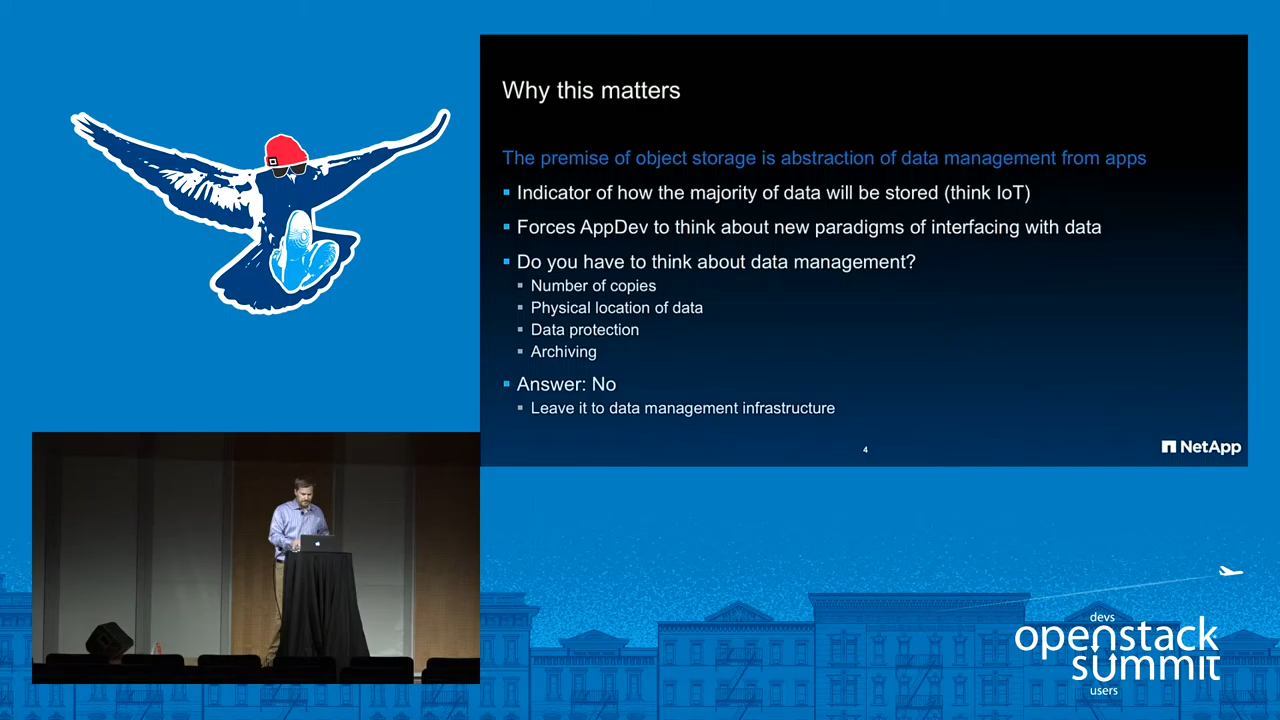 Why this matters
The premise of object storage is abstraction of data management from apps
Indicator of how the majority of data will be stored (think IoT)
Forces AppDev to think about new paradigms of interfacing with data
Do you have to think about data management?
Number of copies
Physical location of data
Data protection
Archiving
Answer: No
Leave it to data management infrastructure
4
NetApp
devs
openstack
summit
users